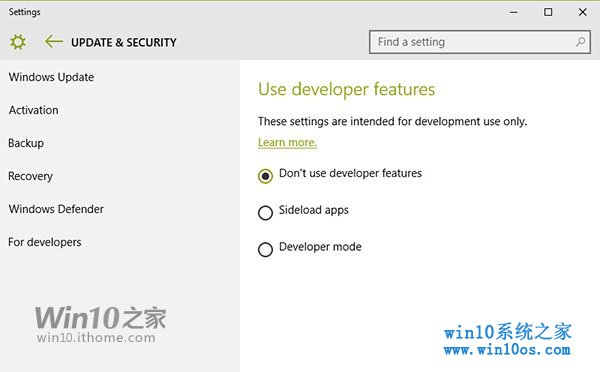 Settings
UPDATE & SECURITY
Find a setting
Windows Update
Activation
Backup
Recovery
Windows Defender
For developers
Use developer features
These settings are intended for development use only.
Learn more.
Don't use developer features
Sideload apps
Developer mode
Win10之家
win10.ithome.com
win10系统之家
www.win10os.com